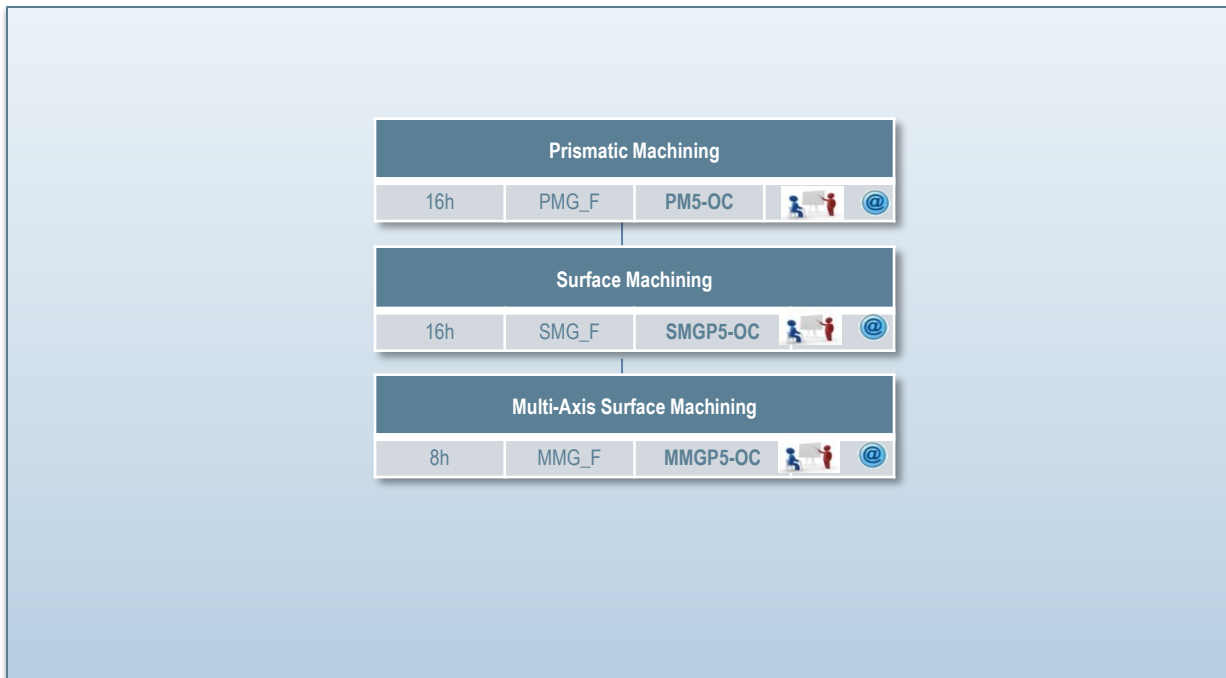 Prismatic Machining
16h PMG_F PM5-OC @
Surface Machining
16h SMG_F SMGP5-OC @
Multi-Axis Surface Machining
8h MMG_F MMGP5-OC @